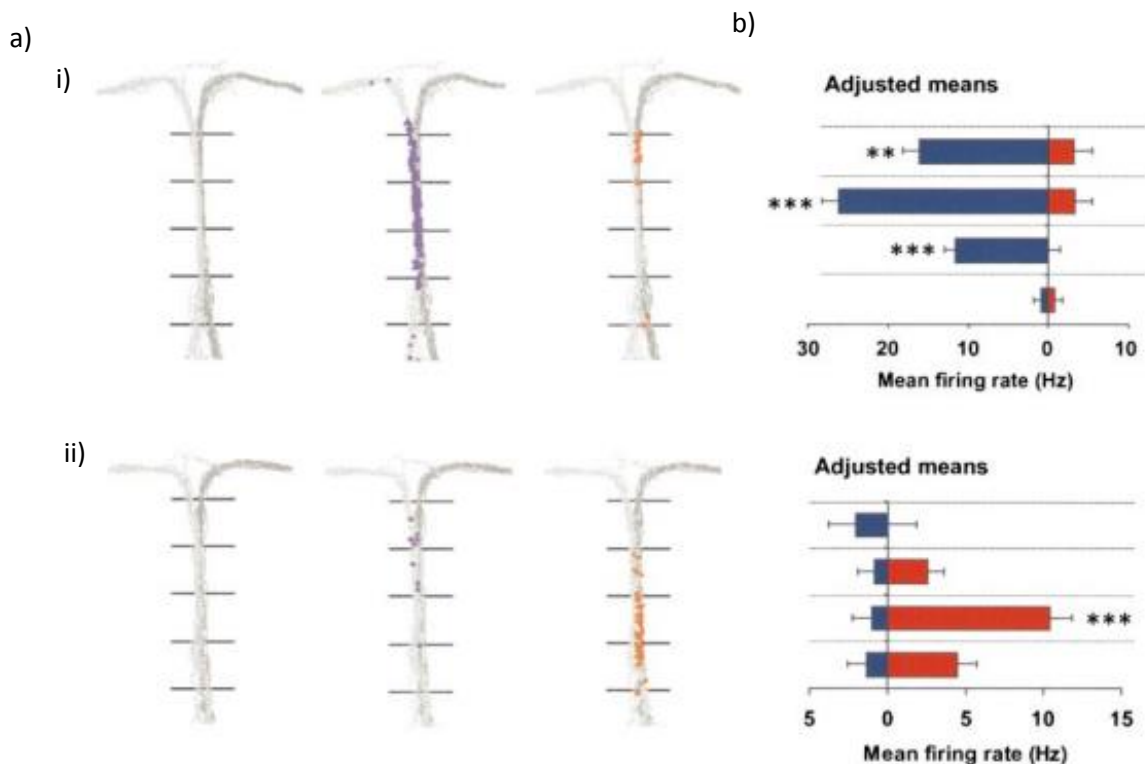 a)
b)
i)
Adjusted means
**
***
***
30 20 10 0 10
Mean firing rate (Hz)
ii)
Adjusted means
***
5 0 5 10 15
Mean firing rate (Hz)